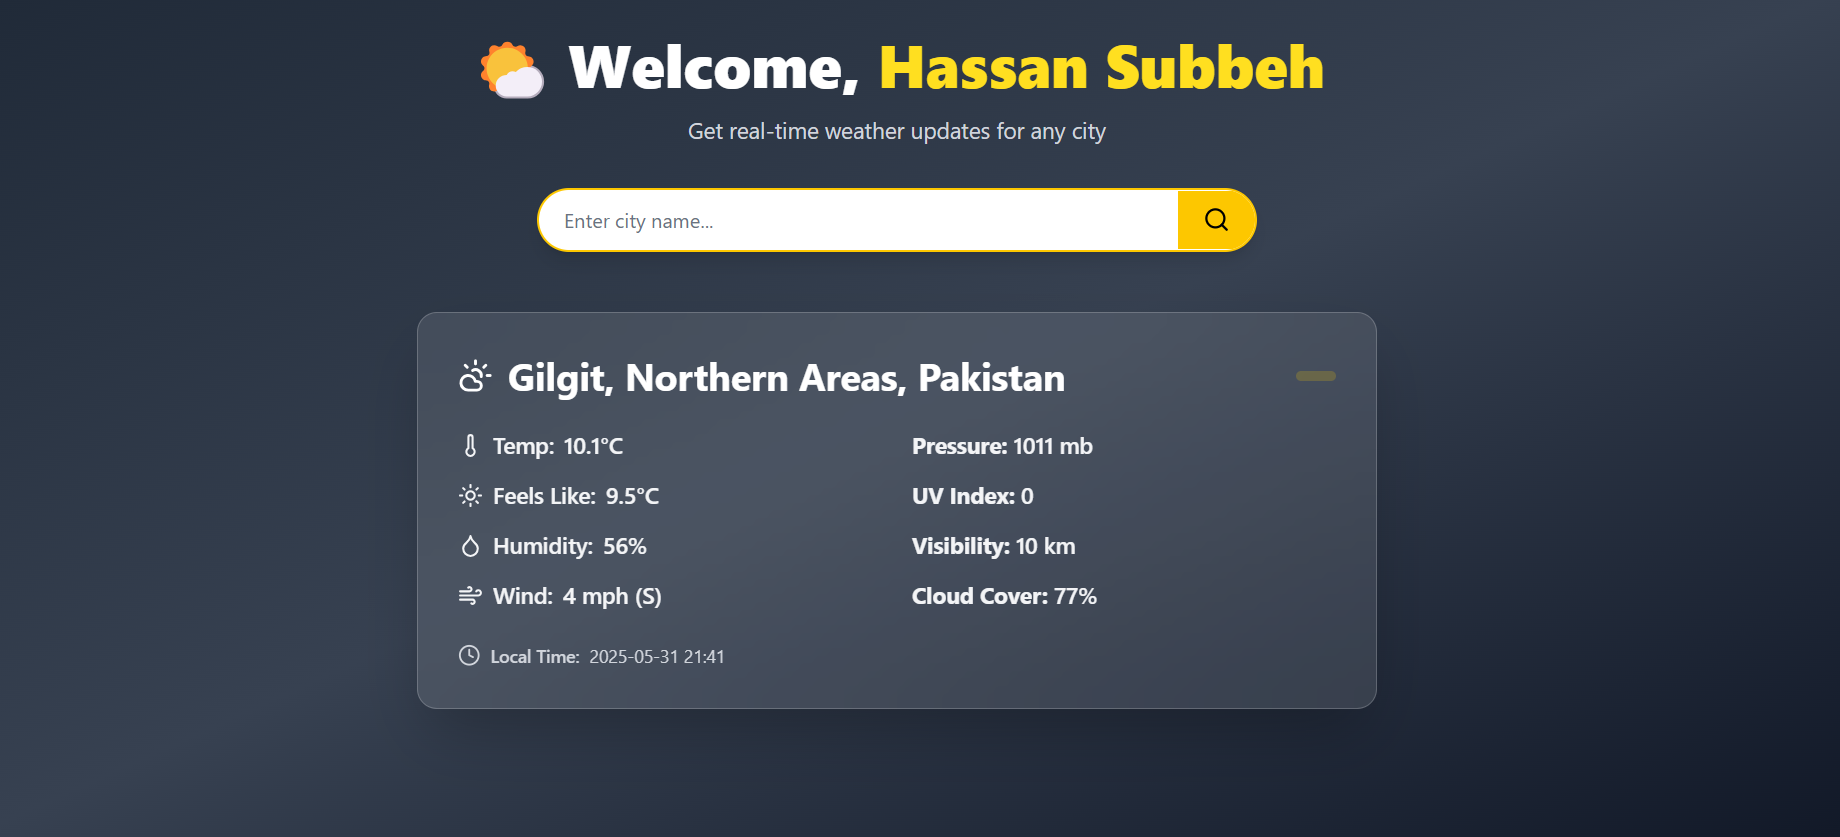 Welcome, Hassan Subbeh
Get real-time weather updates for any city
Enter city name...
Gilgit, Northern Areas, Pakistan
Temp: 10.1°C
Feels Like: 9.5°C
Humidity: 56%
Wind: 4 mph (S)
Pressure: 1011 mb
UV Index: 0
Visibility: 10 km
Cloud Cover: 77%
Local Time: 2025-05-31 21:41